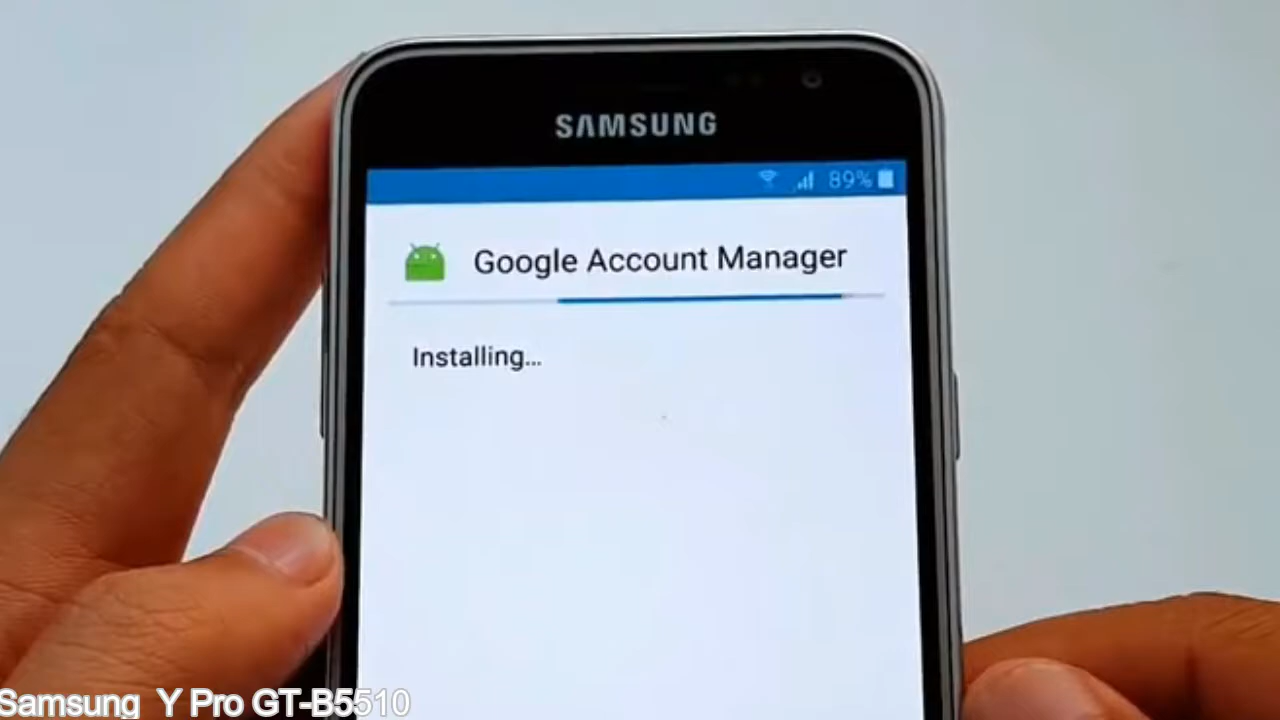 SAMSUNG
89%
Google Account Manager
Installing...
Samsung  Y Pro GT-B5510